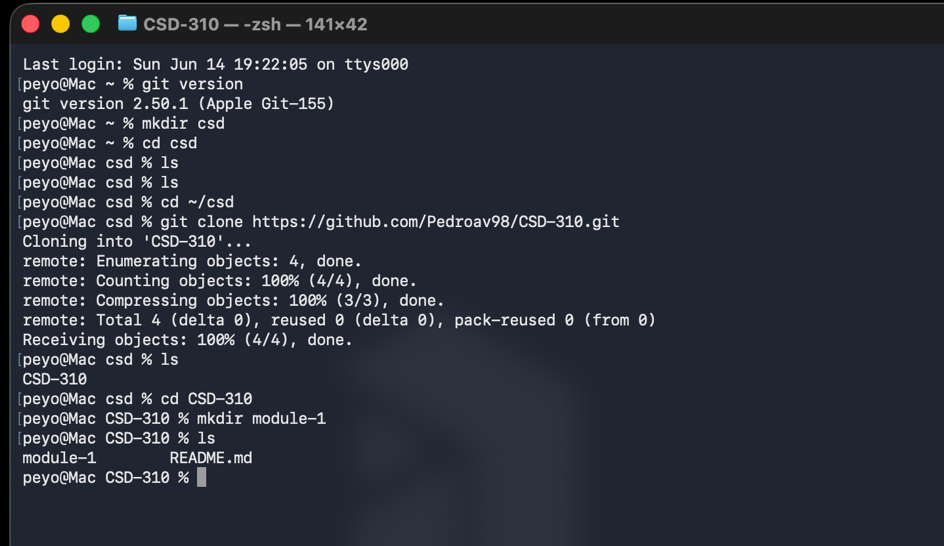 CSD-310 — -zsh — 141×42
Last login: Sun Jun 14 19:22:05 on ttys000
[peyo@Mac ~ % git version
git version 2.50.1 (Apple Git-155)
[peyo@Mac ~ % mkdir csd
[peyo@Mac ~ % cd csd
[peyo@Mac csd % ls
[peyo@Mac csd % ls
[peyo@Mac csd % cd ~/csd
[peyo@Mac csd % git clone https://github.com/Pedroav98/CSD-310.git
Cloning into 'CSD-310'...
remote: Enumerating objects: 4, done.
remote: Counting objects: 100% (4/4), done.
remote: Compressing objects: 100% (3/3), done.
remote: Total 4 (delta 0), reused 0 (delta 0), pack-reused 0 (from 0)
Receiving objects: 100% (4/4), done.
[peyo@Mac csd % ls
CSD-310
[peyo@Mac csd % cd CSD-310
[peyo@Mac CSD-310 % mkdir module-1
[peyo@Mac CSD-310 % ls
module-1        README.md
peyo@Mac CSD-310 %